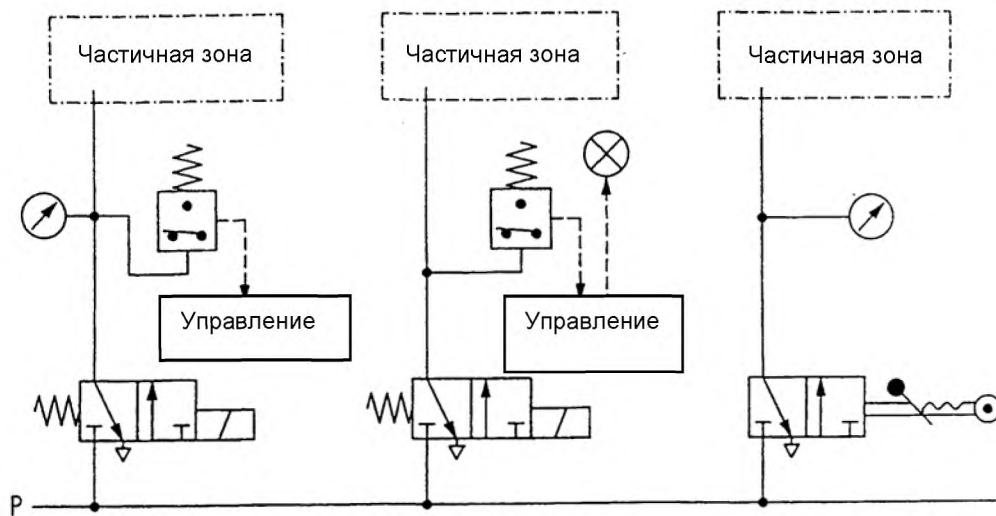 Частичная зона
Частичная зона
Частичная зона
Управление
Управление
P